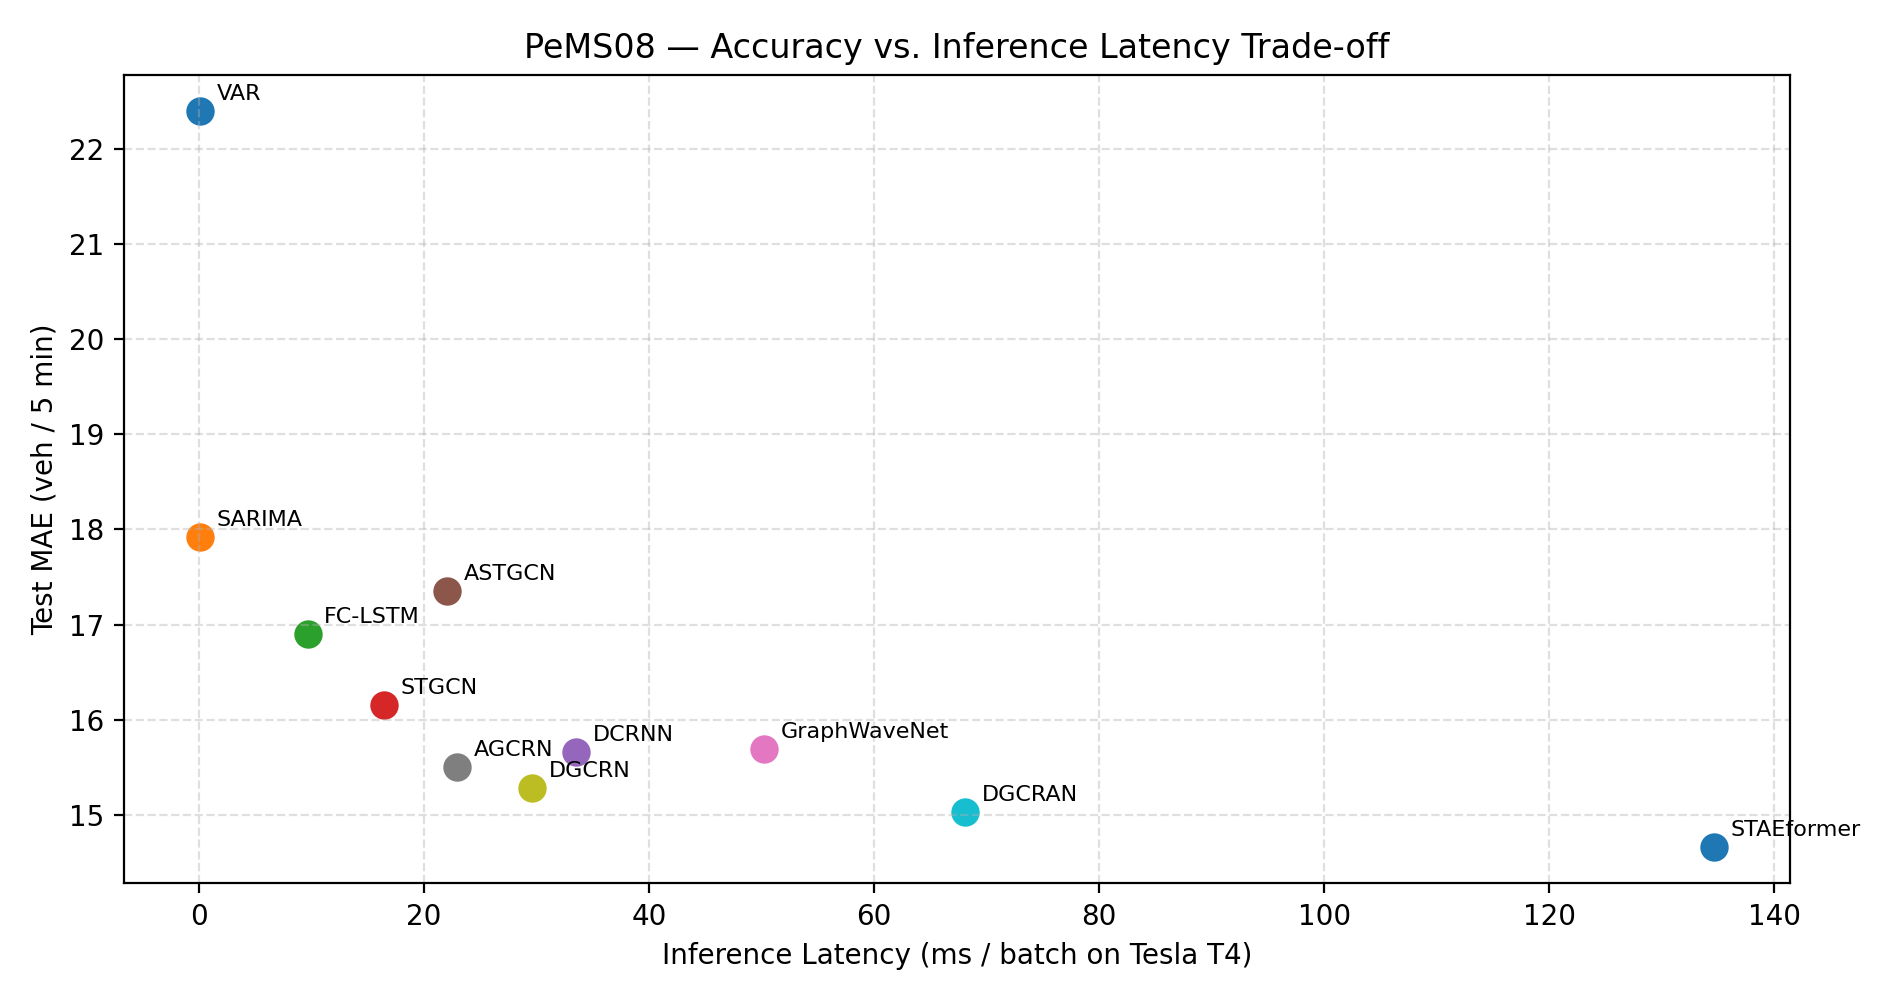 PeMS08 — Accuracy vs. Inference Latency Trade-off
Test MAE (veh / 5 min)
22
21
20
19
18
17
16
15
VAR
SARIMA
ASTGCN
FC-LSTM
STGCN
DCRNN
GraphWaveNet
AGCRN
DGCRN
DGCRAN
STAEformer
0 20 40 60 80 100 120 140
Inference Latency (ms / batch on Tesla T4)